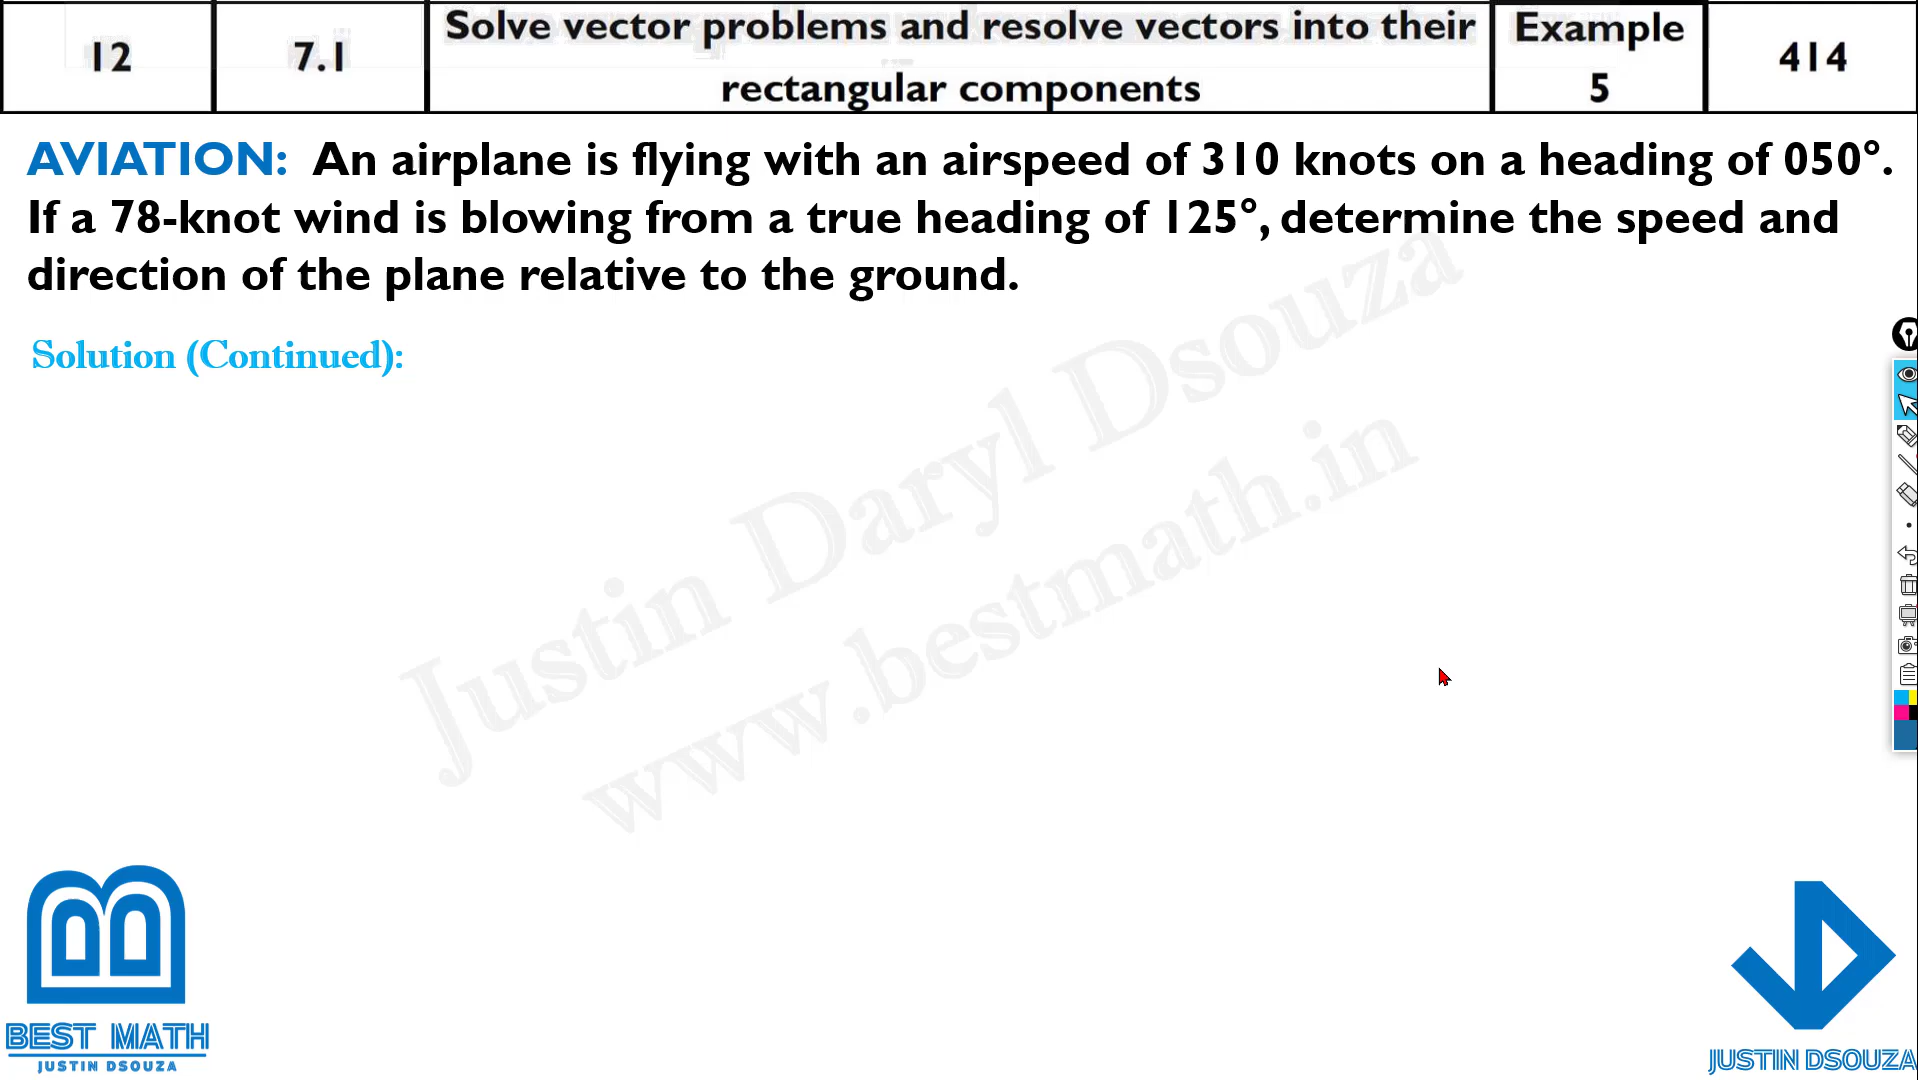 12
7.1
Solve vector problems and resolve vectors into their
rectangular components
Example
5
414
AVIATION: An airplane is flying with an airspeed of 310 knots on a heading of 050°.
If a 78-knot wind is blowing from a true heading of 125°, determine the speed and
direction of the plane relative to the ground.
Solution (Continued):
Justin Daryl Dsouza
www.bestmath.in
BEST MATH
JUSTIN DSOUZA
JUSTIN DSOUZA